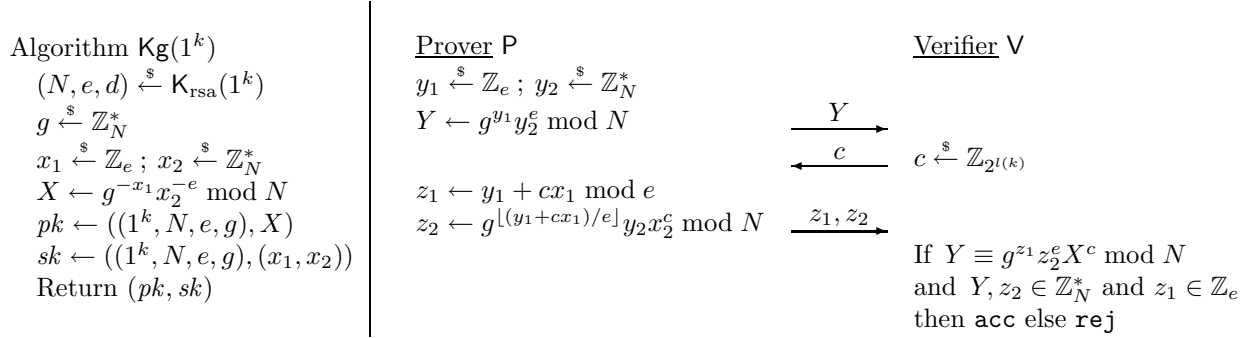 Algorithm Kg(1^k)
(N, e, d) ←$ K_rsa(1^k)
g ←$ ℤ*_N
x_1 ←$ ℤ_e ; x_2 ←$ ℤ*_N
X ← g^{−x_1} x_2^{−e} mod N
pk ← ((1^k, N, e, g), X)
sk ← ((1^k, N, e, g), (x_1, x_2))
Return (pk, sk)
Prover P
y_1 ←$ ℤ_e ; y_2 ←$ ℤ*_N
Y ← g^{y_1} y_2^e mod N
z_1 ← y_1 + cx_1 mod e
z_2 ← g^{⌊(y_1+cx_1)/e⌋} y_2 x_2^c mod N
Y
c
z_1, z_2
Verifier V
c ←$ ℤ_{2^{l(k)}}
If Y ≡ g^{z_1} z_2^e X^c mod N
and Y, z_2 ∈ ℤ*_N and z_1 ∈ ℤ_e
then acc else rej